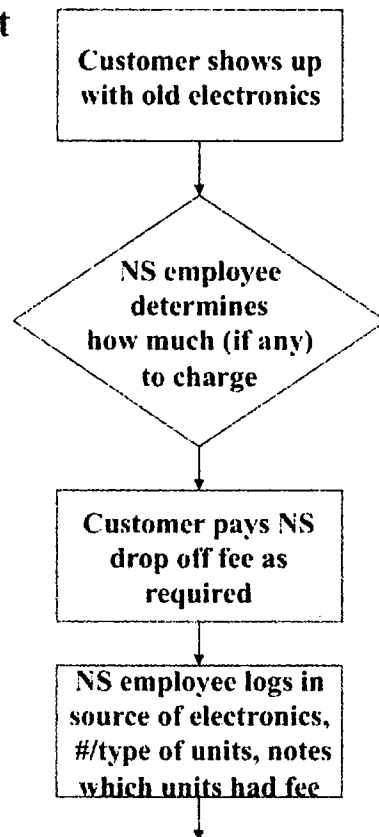 t
Customer shows up
with old electronics
NS employee
determines
how much (if any)
to charge
Customer pays NS
drop off fee as
required
NS employee logs in
source of electronics,
#/type of units, notes
which units had fee